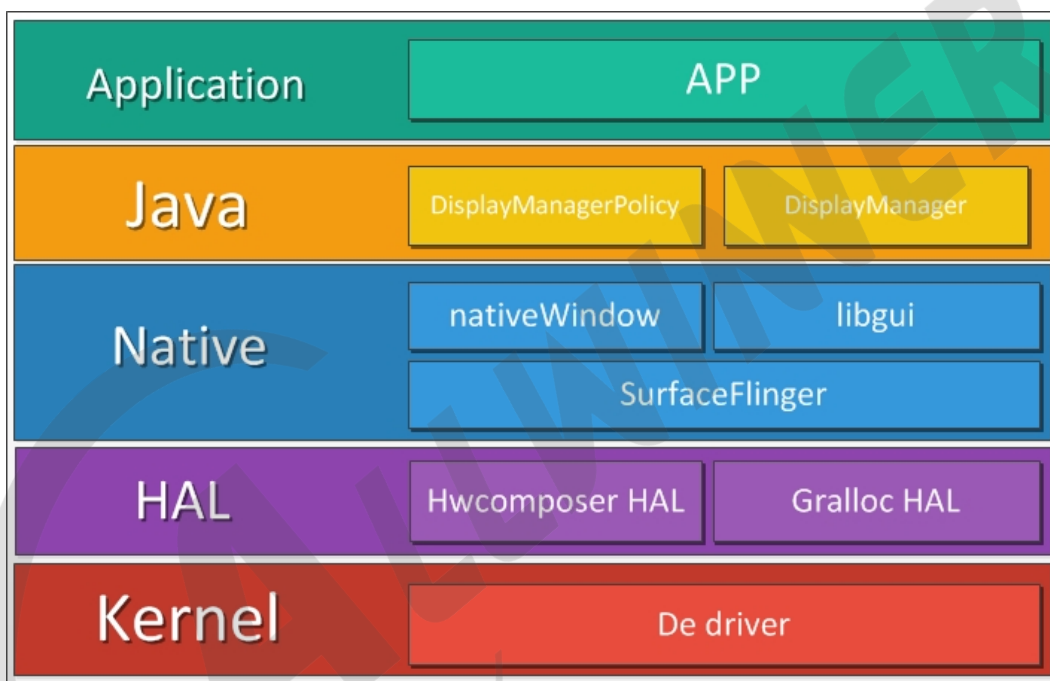 Application
APP
Java
DisplayManagerPolicy
DisplayManager
Native
nativeWindow
libgui
SurfaceFlinger
HAL
Hwcomposer HAL
Gralloc HAL
Kernel
De driver
ALLWINNER